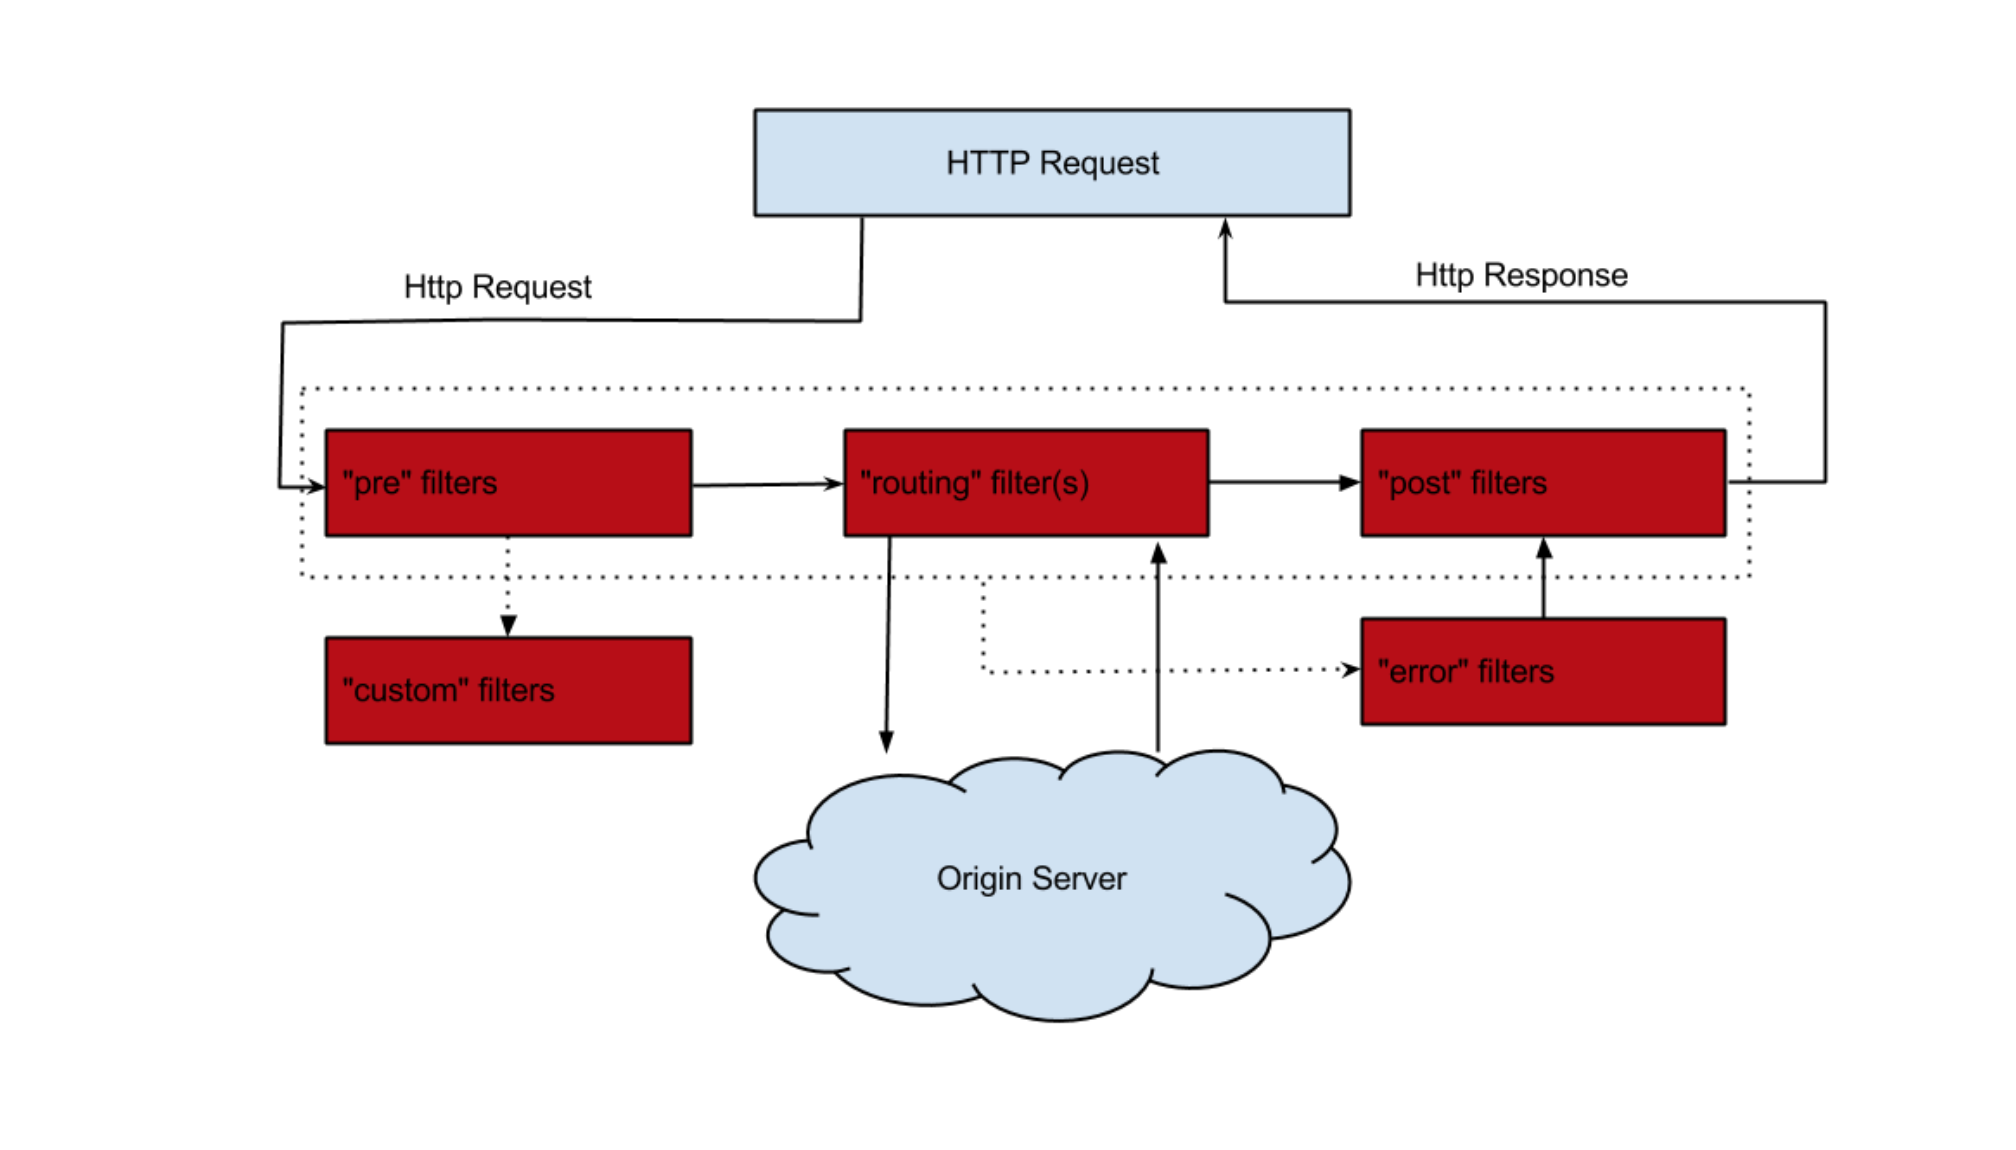 HTTP Request
Http Request
Http Response
"pre" filters
"routing" filter(s)
"post" filters
"custom" filters
"error" filters
Origin Server